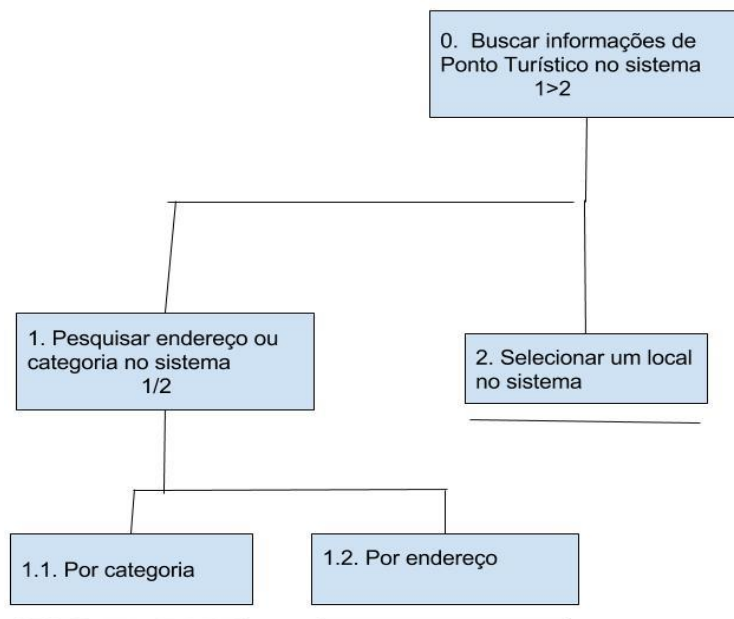 0. Buscar informações de
Ponto Turístico no sistema
1>2
1. Pesquisar endereço ou
categoria no sistema
1/2
2. Selecionar um local
no sistema
1.1. Por categoria
1.2. Por endereço